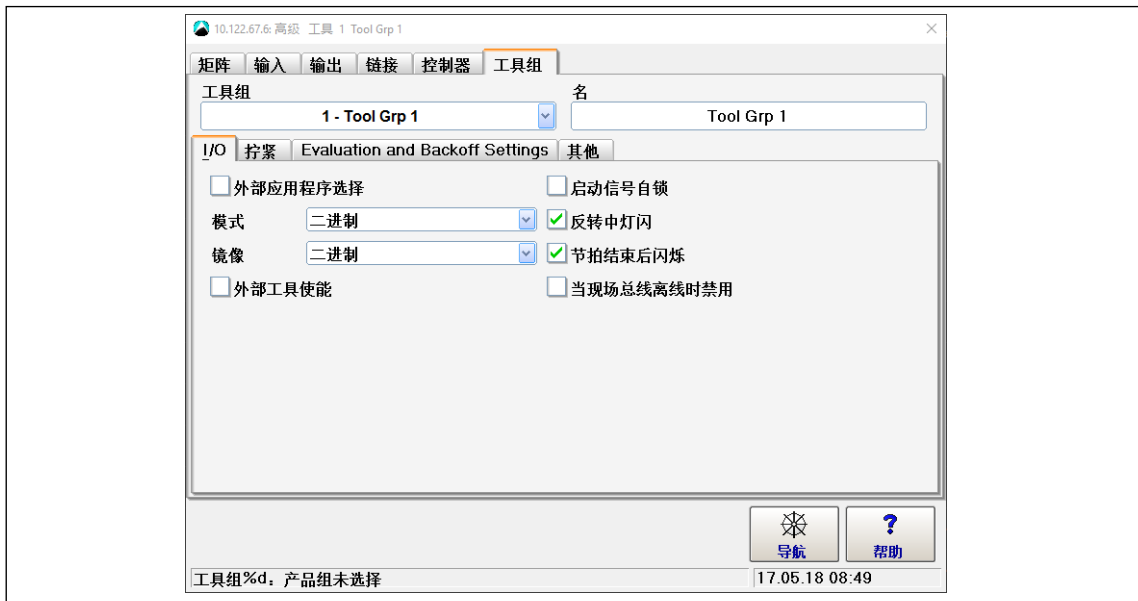 10.122.67.6: 高级 工具 1 Tool Grp 1
矩阵 输入 输出 链接 控制器 工具组
工具组 名
1 - Tool Grp 1 Tool Grp 1
I/O 拧紧 Evaluation and Backoff Settings 其他
外部应用程序选择 启动信号自锁
模式 二进制 反转中灯闪
镜像 二进制 节拍结束后闪烁
外部工具使能 当现场总线离线时禁用
? 
导航 帮助
工具组%d：产品组未选择 17.05.18 08:49